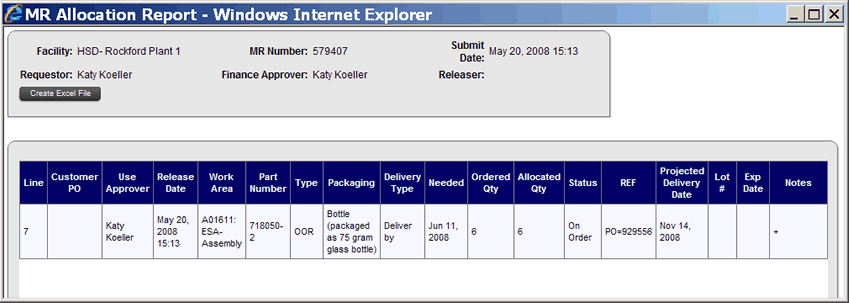 MR Allocation Report - Windows Internet Explorer
Facility: HSD- Rockford Plant 1 MR Number: 579407 Submit Date: May 20, 2008 15:13
Requestor: Katy Koeller Finance Approver: Katy Koeller Releaser:
Create Excel File
Line Customer PO Use Approver Release Date Work Area Part Number Type Packaging Delivery Type Needed Ordered Qty Allocated Qty Status REF Projected Delivery Date Lot # Exp Date Notes
7 Katy Koeller May 20, 2008 15:13 A01611: ESA- Assembly 718050- 2 OOR Bottle (packaged as 75 gram glass bottle) Deliver by Jun 11, 2008 6 6 On Order PO=929556 Nov 14, 2008 +